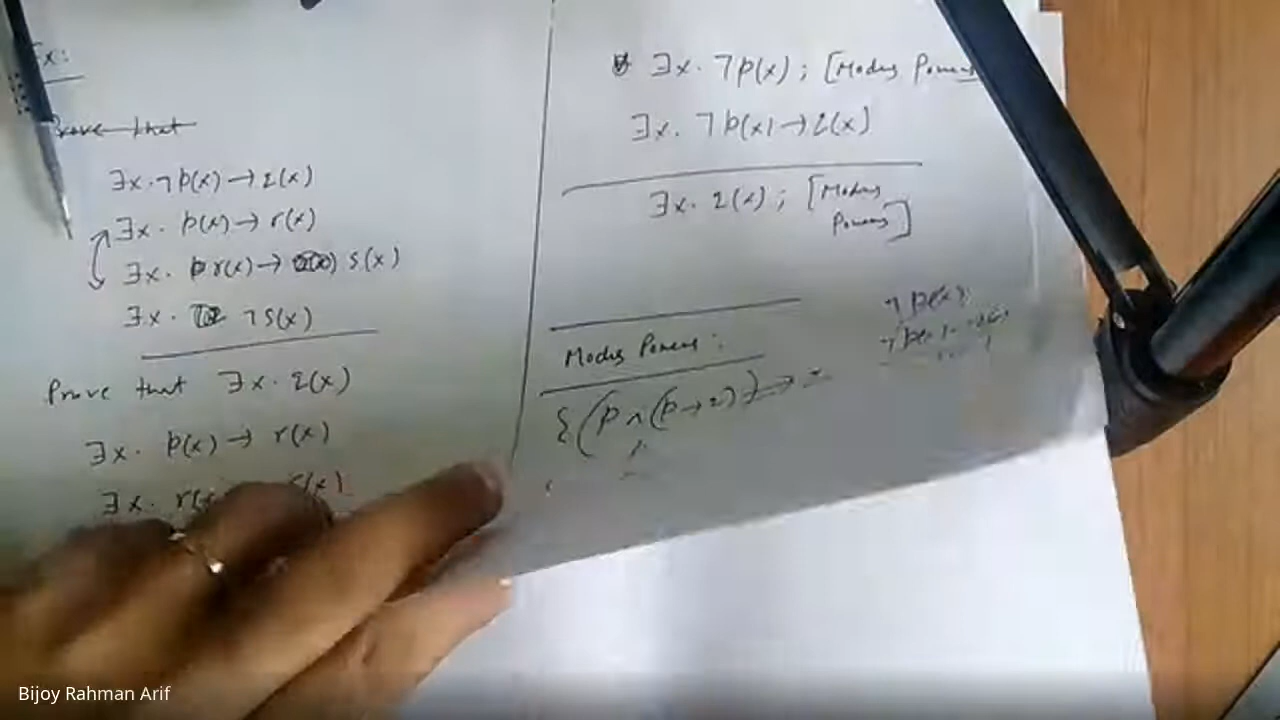 Ex:
Prove that
∃x. ¬p(x) → q(x)
∃x. p(x) → r(x)
∃x. r(x) → s(x)
∃x. ¬s(x)
Prove that ∃x. q(x)
∃x. p(x) → r(x)
∃x.
∃x. ¬p(x) ; [Modus Ponens
∃x. ¬p(x) → q(x)
∃x. q(x) ; [Modus
Ponens]
Modus Ponens:
{(p ∧ (p → q)} →
¬p(x)
Bijoy Rahman Arif